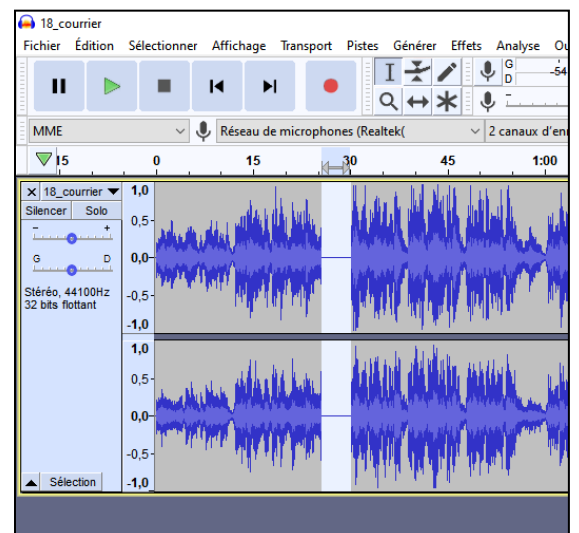 18_courrier
Fichier Édition Sélectionner Affichage Transport Pistes Générer Effets Analyse Ou
G
D
-54
MME Réseau de microphones (Realtek( 2 canaux d'en
15 0 15 30 45 1:00
× 18_courrier
Silencer Solo
- +
G D
Stéréo, 44100Hz
32 bits flottant
Sélection
1,0
0,5
0,0
-0,5
-1,0
1,0
0,5
0,0
-0,5
-1,0